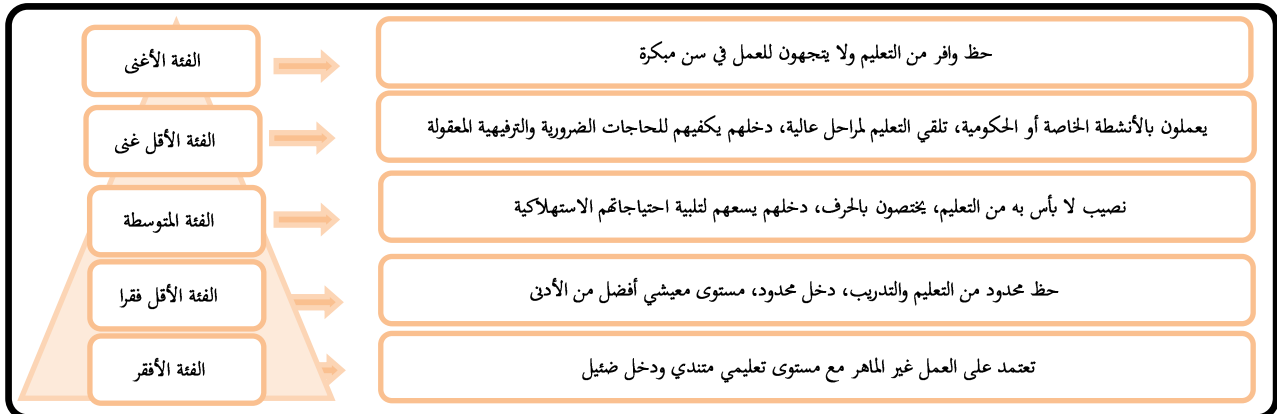 الفئة الأغنى
حظ وافر من التعليم ولا يتجهون للعمل في سن مبكرة
الفئة الأقل غنى
يعملون بالأنشطة الخاصة أو الحكومية، تلقي التعليم لمراحل عالية، دخلهم يكفيهم للحاجات الضرورية والترفيهية المعقولة
الفئة المتوسطة
نصيب لا بأس به من التعليم، يختصون بالحرف، دخلهم يسعهم لتلبية احتياجاتهم الاستهلاكية
الفئة الأقل فقرا
حظ محدود من التعليم والتدريب، دخل محدود، مستوى معيشي أفضل من الأدنى
الفئة الأفقر
تعتمد على العمل غير الماهر مع مستوى تعليمي متندي ودخل ضئيل